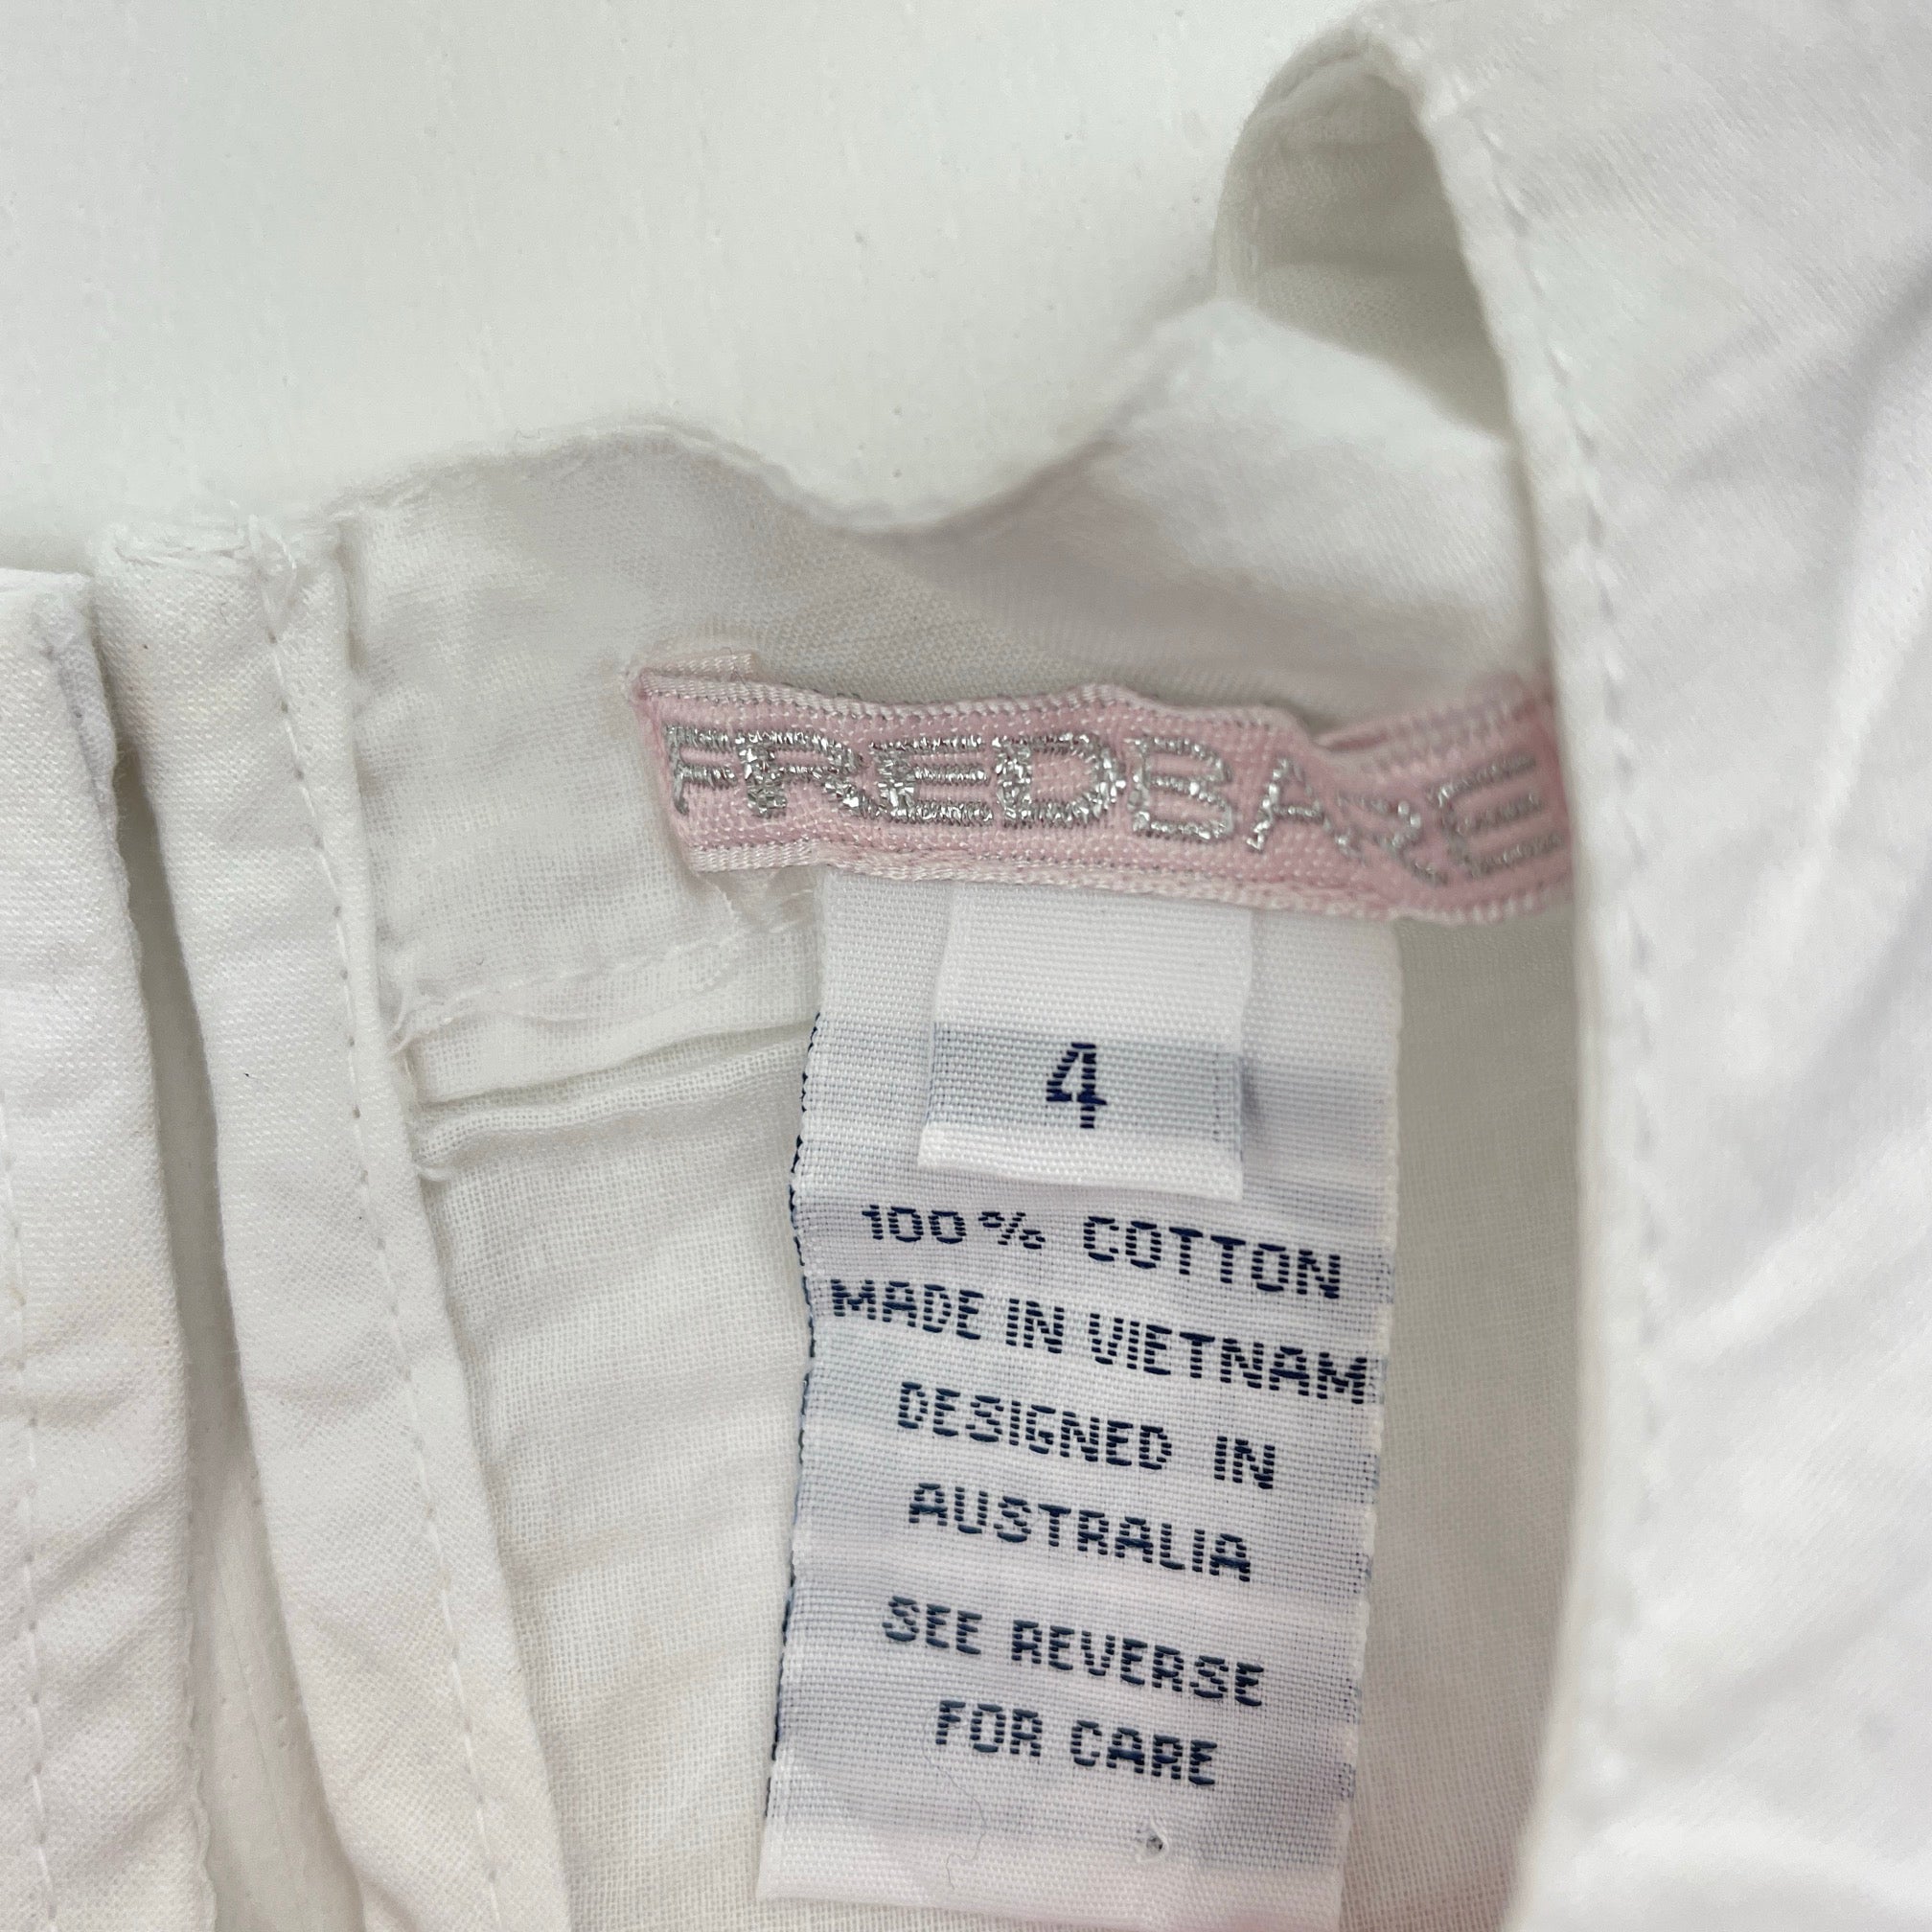 FREDBARE
4
100% COTTON
MADE IN VIETNAM
DESIGNED IN
AUSTRALIA
SEE REVERSE
FOR CARE